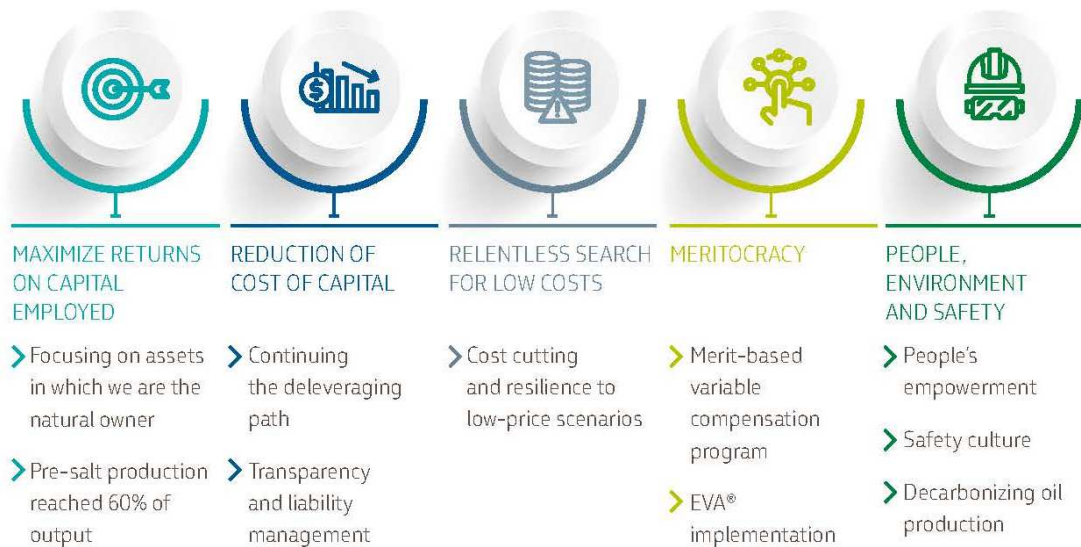 MAXIMIZE RETURNS
ON CAPITAL
EMPLOYED
Focusing on assets
in which we are the
natural owner
Pre-salt production
reached 60% of
output
REDUCTION OF
COST OF CAPITAL
Continuing
the deleveraging
path
Transparency
and liability
management
RELENTLESS SEARCH
FOR LOW COSTS
Cost cutting
and resilience to
low-price scenarios
MERITOCRACY
Merit-based
variable
compensation
program
EVA®
implementation
PEOPLE,
ENVIRONMENT
AND SAFETY
People's
empowerment
Safety culture
Decarbonizing oil
production